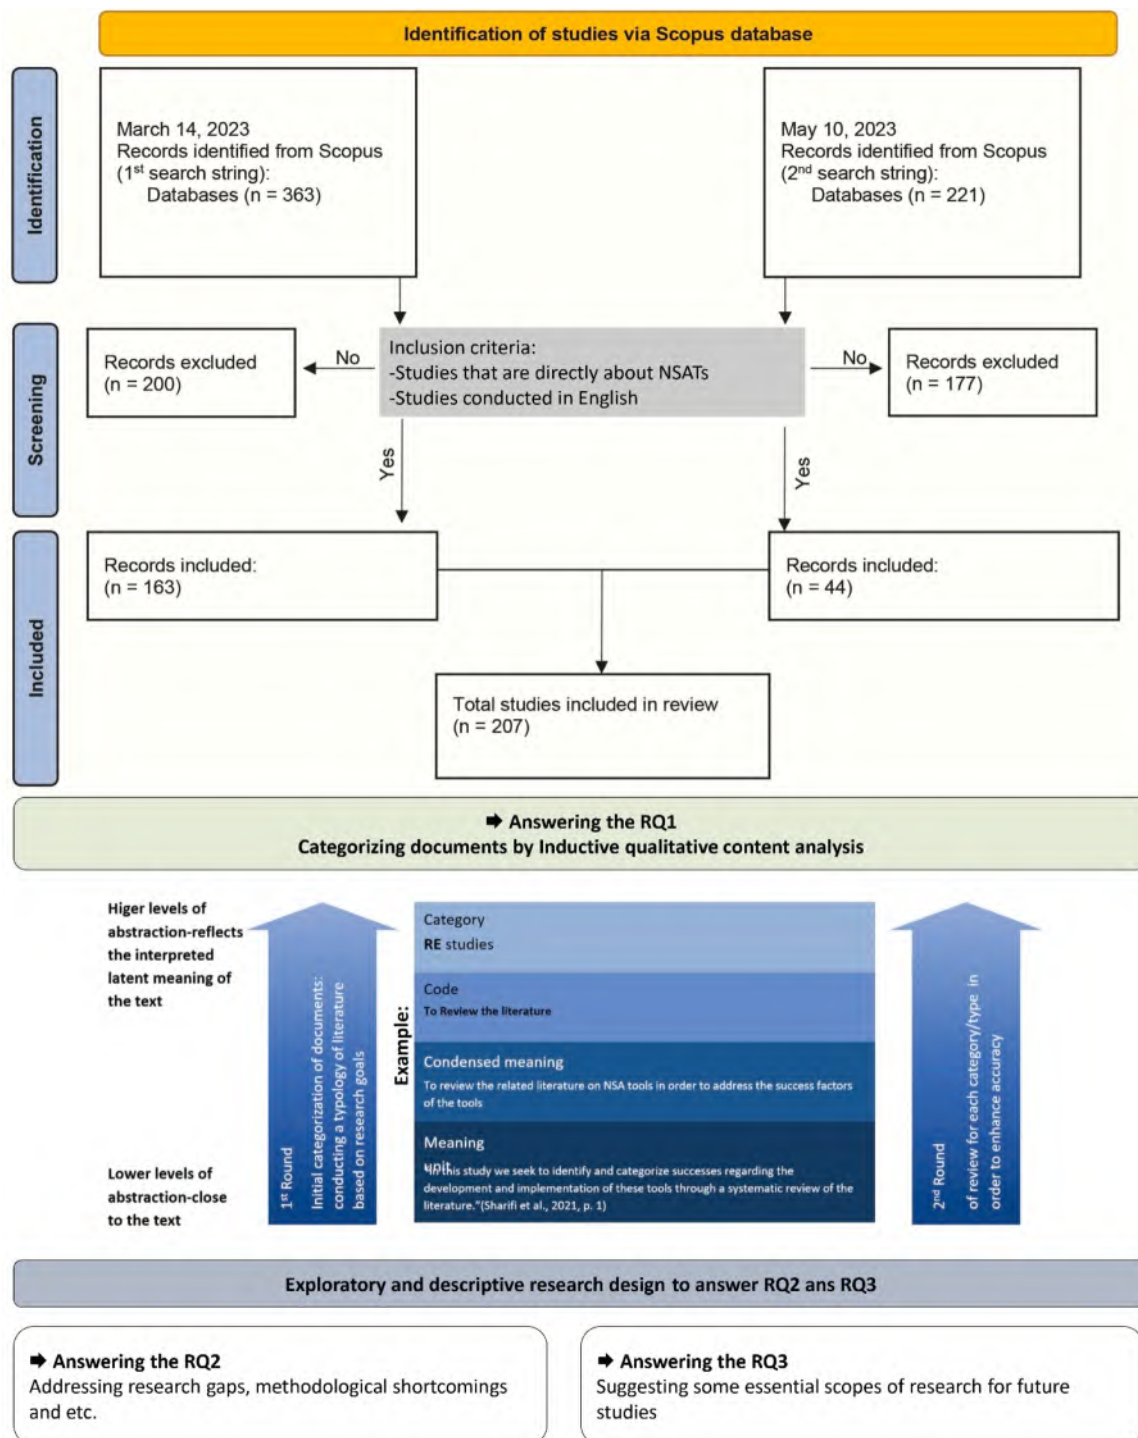 Identification of studies via Scopus database
Identification
March 14, 2023
Records identified from Scopus
(1st search string):
Databases (n = 363)
May 10, 2023
Records identified from Scopus
(2nd search string):
Databases (n = 221)
Screening
Records excluded
(n = 200)
No
Inclusion criteria:
-Studies that are directly about NSATs
-Studies conducted in English
No
Records excluded
(n = 177)
Yes
Yes
Included
Records included:
(n = 163)
Records included:
(n = 44)
Total studies included in review
(n = 207)
➡ Answering the RQ1
Categorizing documents by Inductive qualitative content analysis
Higer levels of
abstraction-reflects
the interpreted
latent meaning of
the text
Lower levels of
abstraction-close
to the text
1st Round
Initial categorization of documents:
conducting a typology of literature
based on research goals
Example:
Category
RE studies
Code
To Review the literature
Condensed meaning
To review the related literature on NSA tools in order to address the success factors
of the tools
Meaning
unit
"In this study we seek to identify and categorize successes regarding the
development and implementation of these tools through a systematic review of the
literature."(Sharifi et al., 2021, p. 1)
2nd Round
of review for each category/type in
order to enhance accuracy
Exploratory and descriptive research design to answer RQ2 ans RQ3
➡ Answering the RQ2
Addressing research gaps, methodological shortcomings
and etc.
➡ Answering the RQ3
Suggesting some essential scopes of research for future
studies